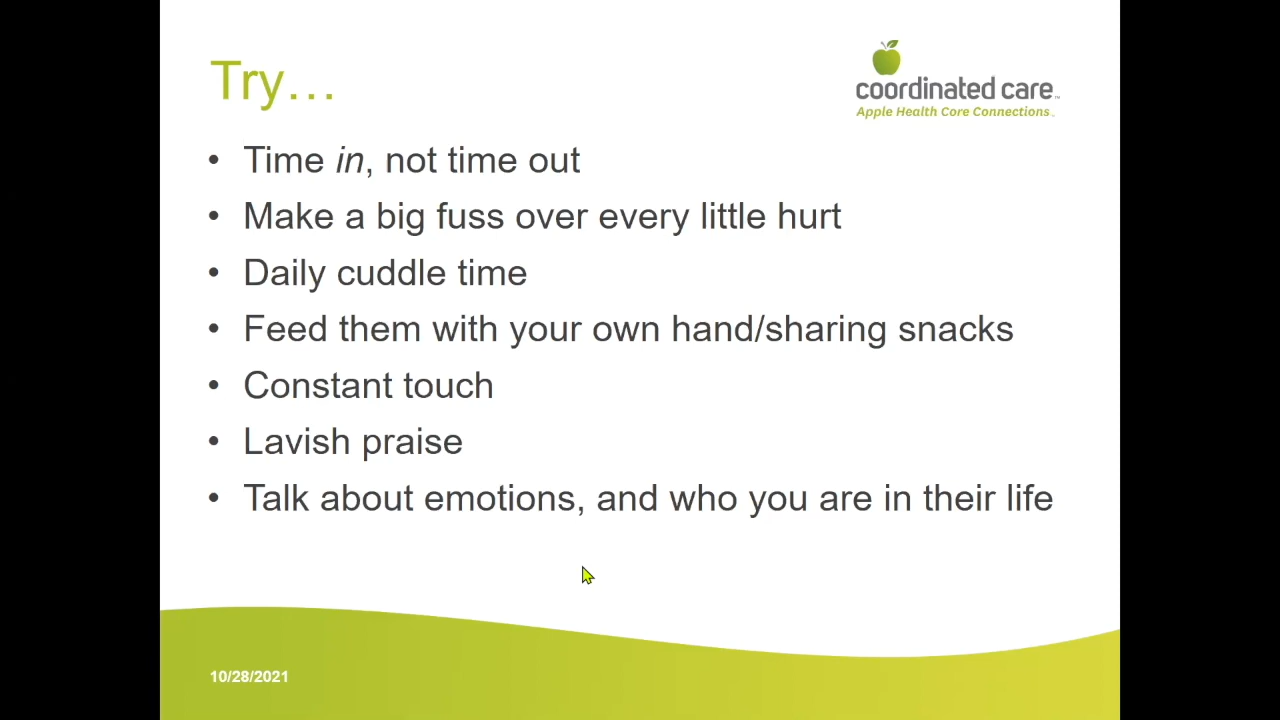 Try…
coordinated care™
Apple Health Core Connections™
• Time in, not time out
• Make a big fuss over every little hurt
• Daily cuddle time
• Feed them with your own hand/sharing snacks
• Constant touch
• Lavish praise
• Talk about emotions, and who you are in their life
10/28/2021